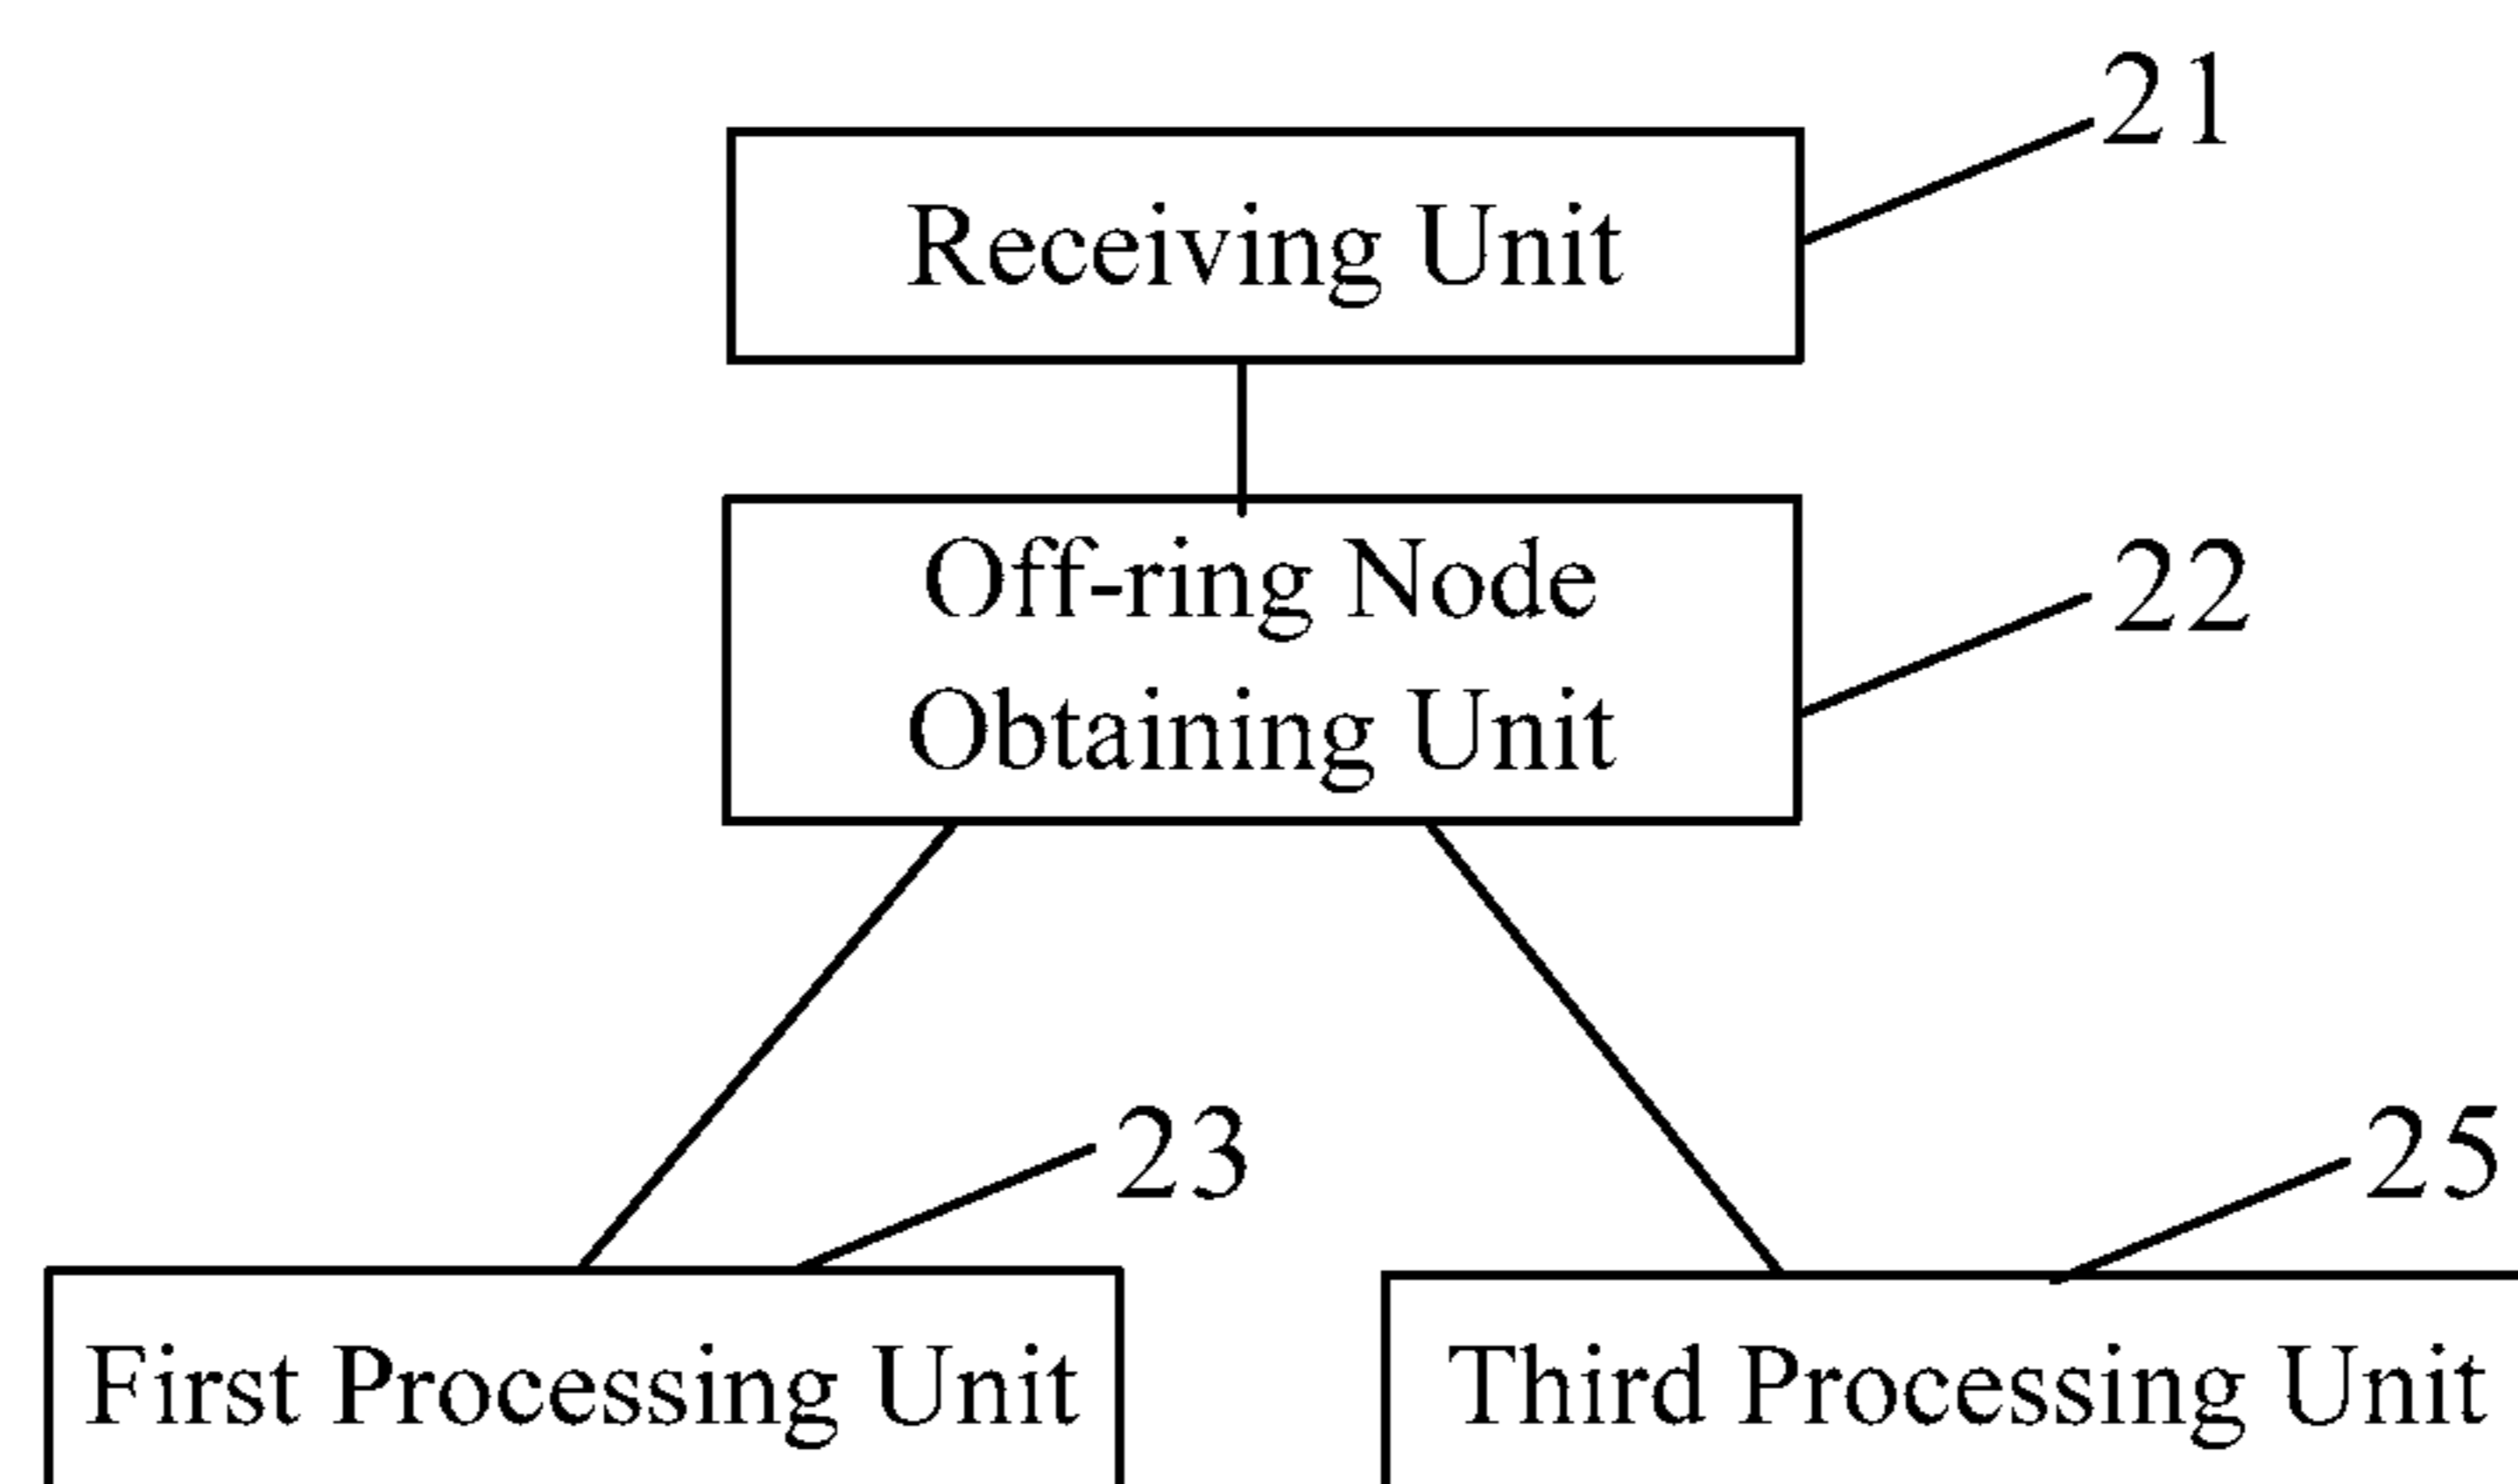 21
Receiving Unit
Off-ring Node
Obtaining Unit
22
23
25
First Processing Unit
Third Processing Unit